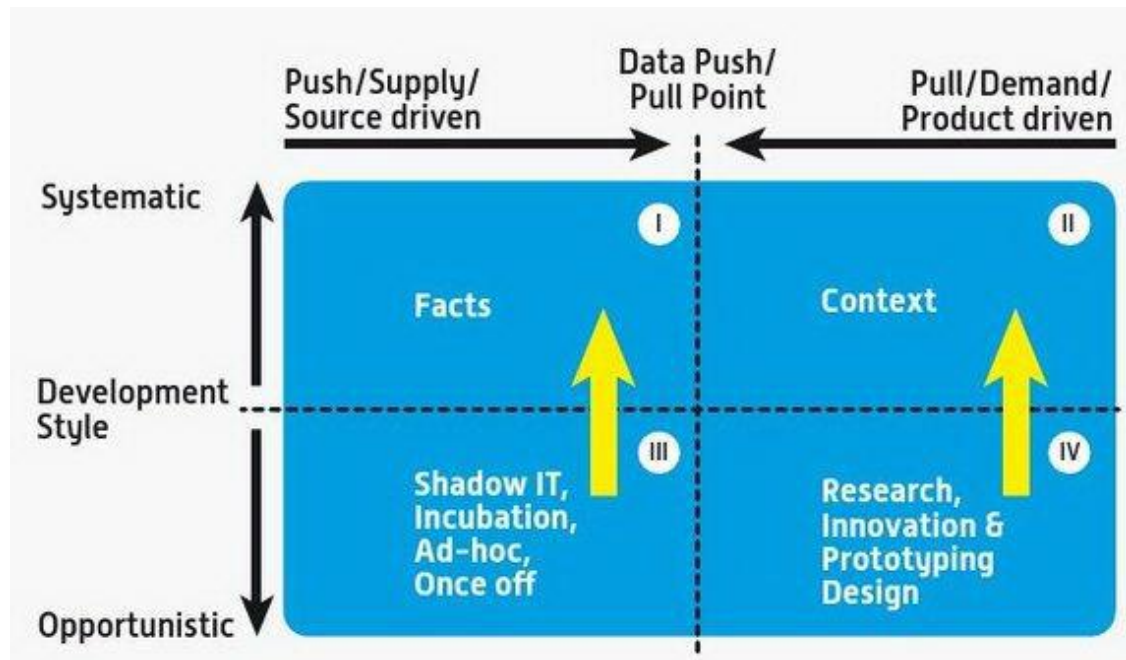 Push/Supply/
Source driven
Data Push/
Pull Point
Pull/Demand/
Product driven
Systematic
I
II
Facts
Context
Development
Style
III
IV
Shadow IT,
Incubation,
Ad-hoc,
Once off
Research,
Innovation &
Prototyping
Design
Opportunistic